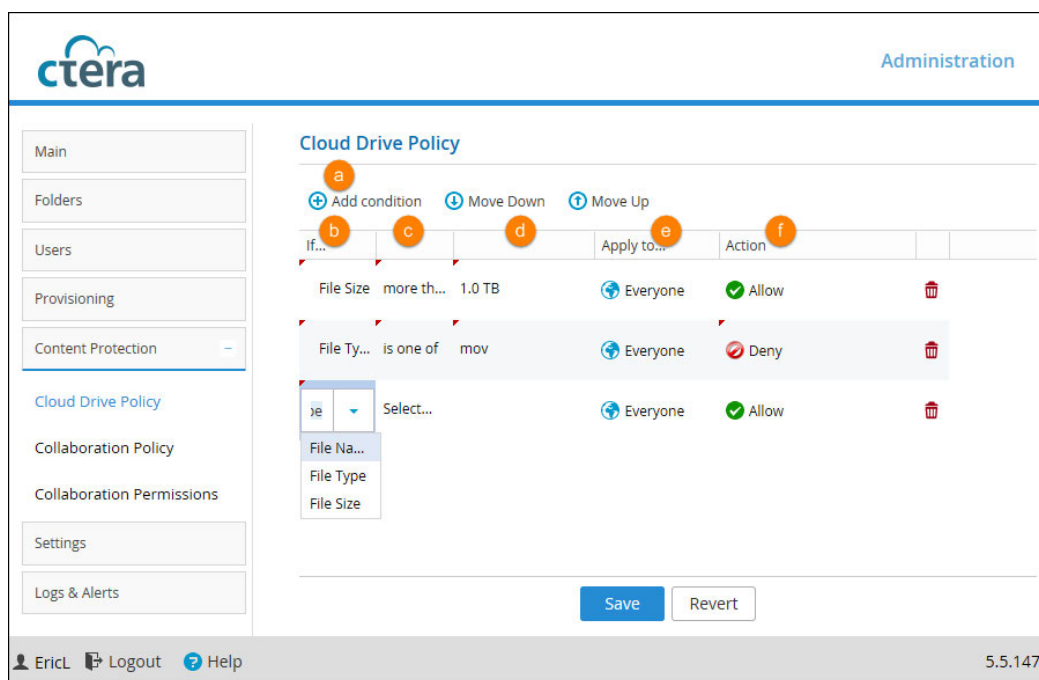 ctera
Administration
Main
Folders
Users
Provisioning
Content Protection
Cloud Drive Policy
Collaboration Policy
Collaboration Permissions
Settings
Logs & Alerts
Cloud Drive Policy
a
Add condition Move Down Move Up
b c d e f
If... Apply to... Action
File Size more th... 1.0 TB Everyone Allow
File Ty... is one of mov Everyone Deny
pe Select... Everyone Allow
File Na...
File Type
File Size
Save Revert
EricL Logout ? Help 5.5.147